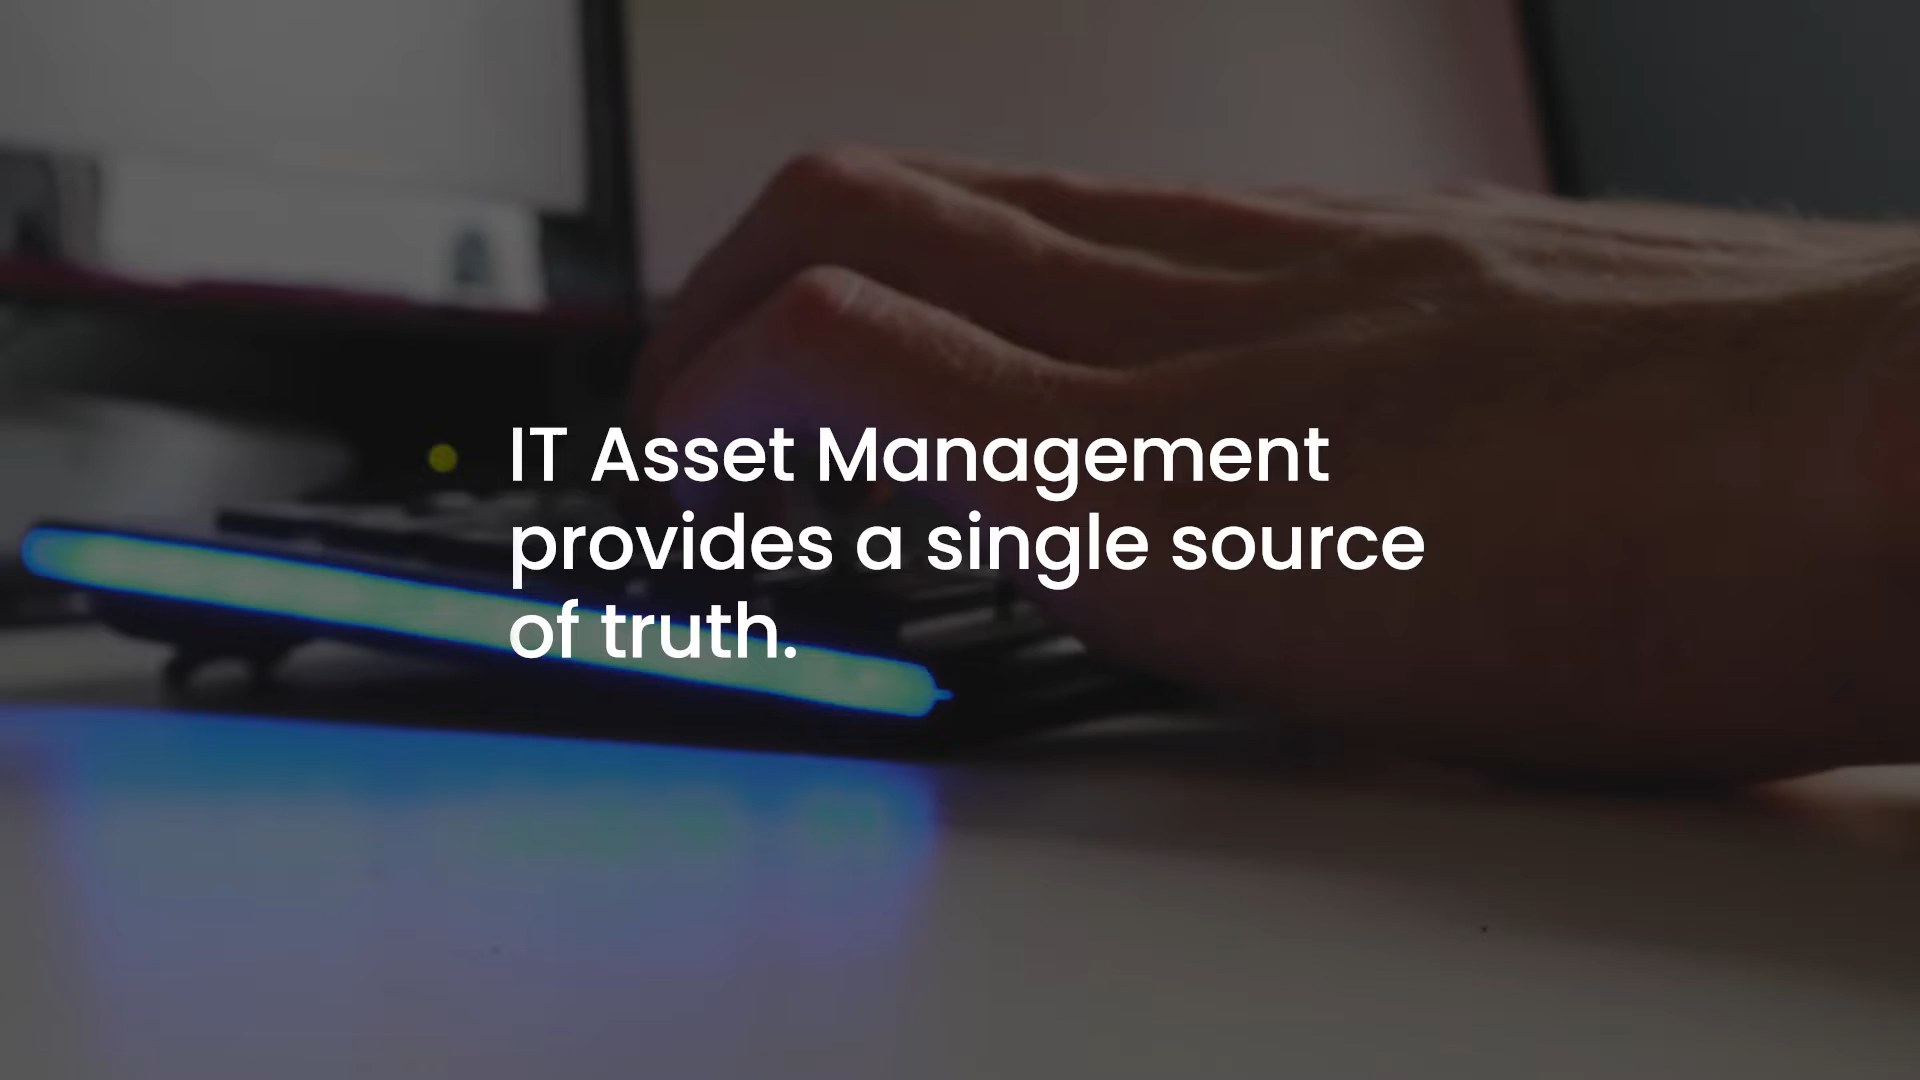 IT Asset Management
provides a single source
of truth.